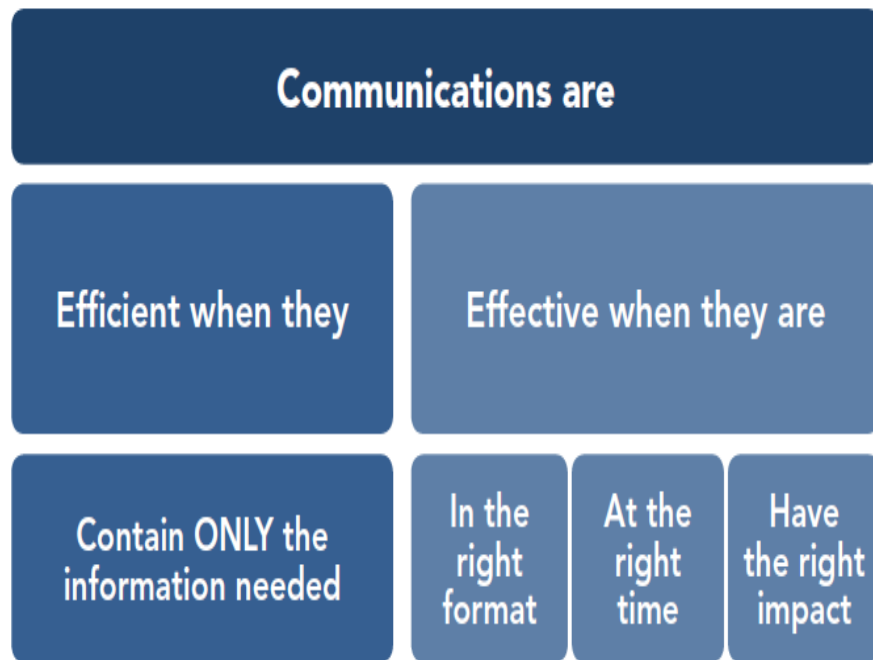 Communications are
Efficient when they
Effective when they are
Contain ONLY the
information needed
In the
right
format
At the
right
time
Have
the right
impact